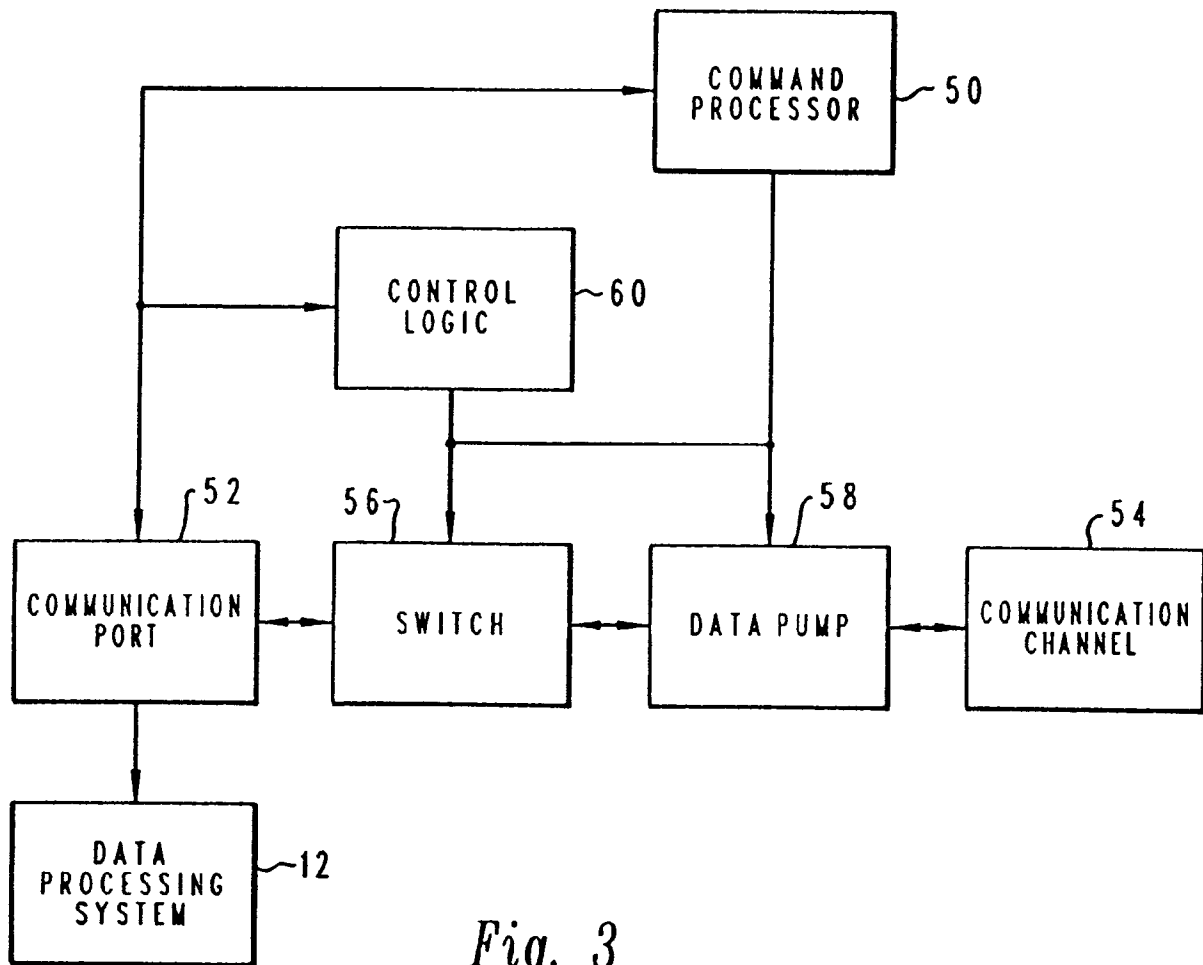 COMMAND
PROCESSOR
50
CONTROL
LOGIC
60
52
56
58
54
COMMUNICATION
PORT
SWITCH
DATA PUMP
COMMUNICATION
CHANNEL
DATA
PROCESSING
SYSTEM
12
Fig. 3